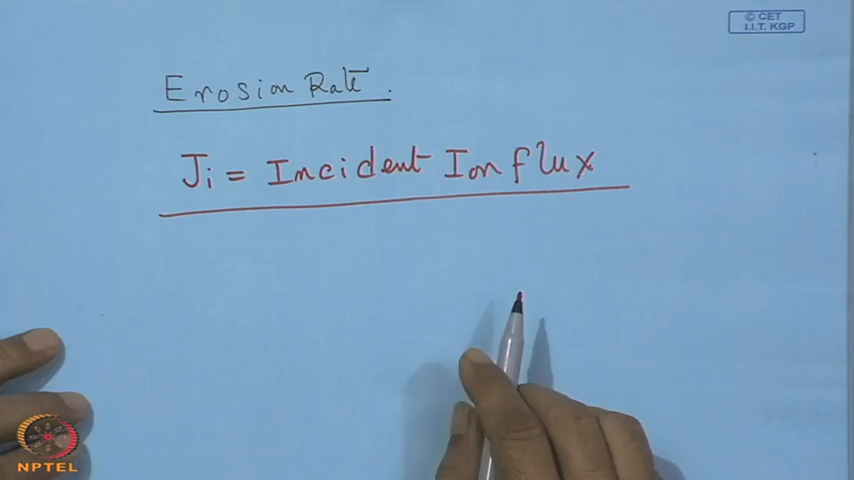 © CET
I.I.T. KGP
Erosion Rate.
Ji = Incident Ion flux
NPTEL